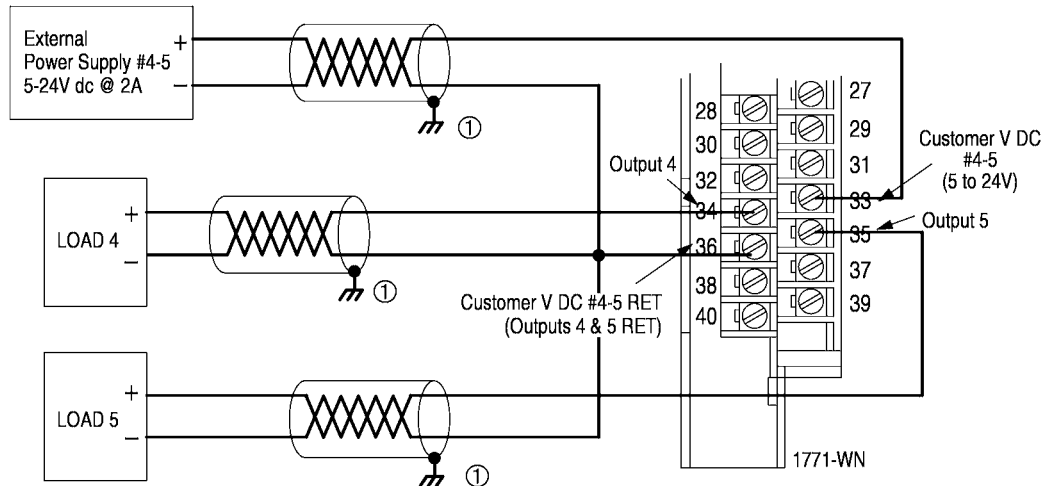 External
Power Supply #4-5
5-24V dc @ 2A
+
−
①
LOAD 4
+
−
①
LOAD 5
+
−
①
28
30
32
34
36
38
40
27
29
31
33
35
37
39
Output 4
Customer V DC
#4-5
(5 to 24V)
Output 5
Customer V DC #4-5 RET
(Outputs 4 & 5 RET)
1771-WN